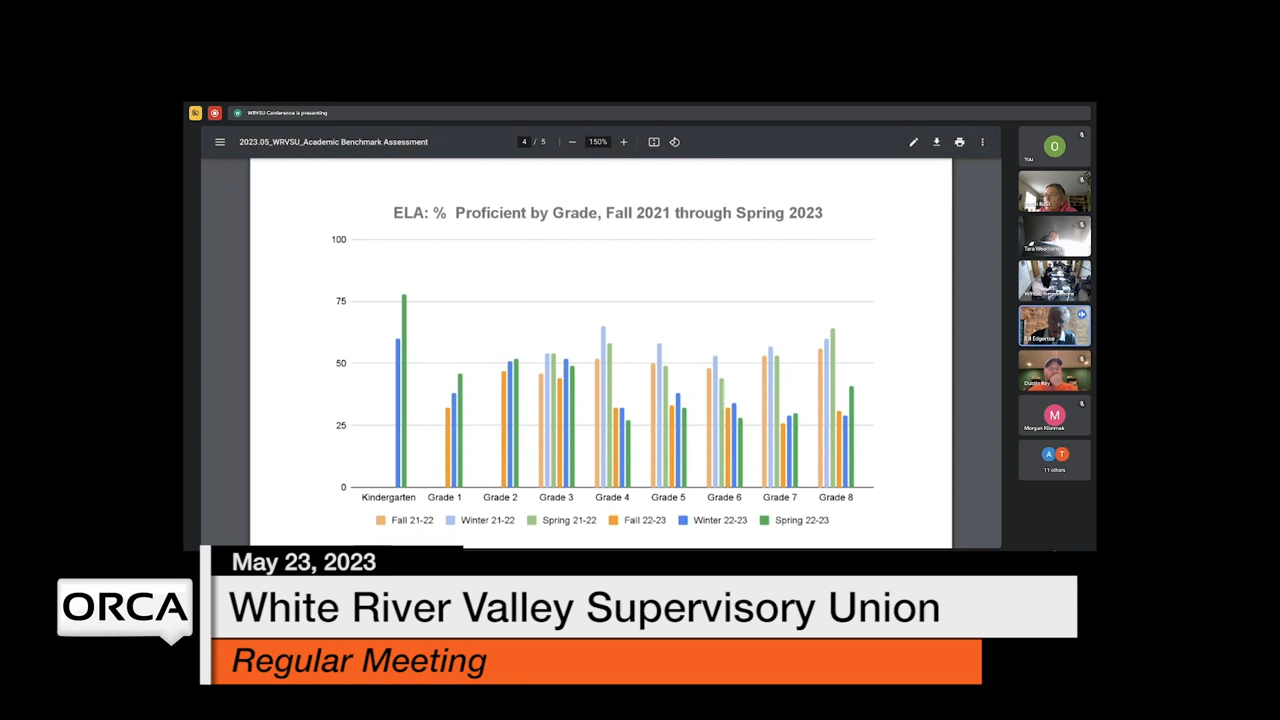 WRVSU Conference is presenting
2023.05_WRVSU_Academic Benchmark Assessment
4 / 5
150%
ELA: % Proficient by Grade, Fall 2021 through Spring 2023
100
75
50
25
0
Kindergarten Grade 1 Grade 2 Grade 3 Grade 4 Grade 5 Grade 6 Grade 7 Grade 8
Fall 21-22 Winter 21-22 Spring 21-22 Fall 22-23 Winter 22-23 Spring 22-23
O
You
Bill Edgerton
M
A T
11 others
May 23, 2023
ORCA
White River Valley Supervisory Union
Regular Meeting